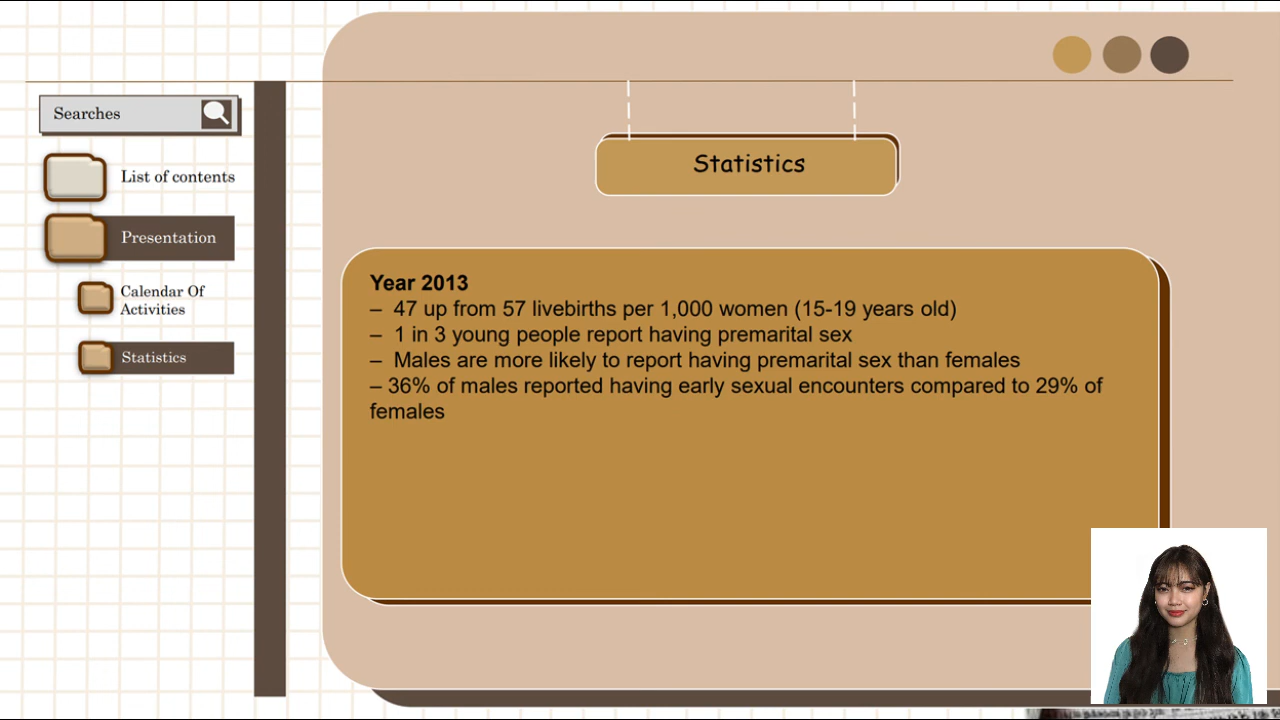 Searches
List of contents
Presentation
Calendar Of
Activities
Statistics
Statistics
Year 2013
– 47 up from 57 livebirths per 1,000 women (15-19 years old)
– 1 in 3 young people report having premarital sex
– Males are more likely to report having premarital sex than females
– 36% of males reported having early sexual encounters compared to 29% of
females